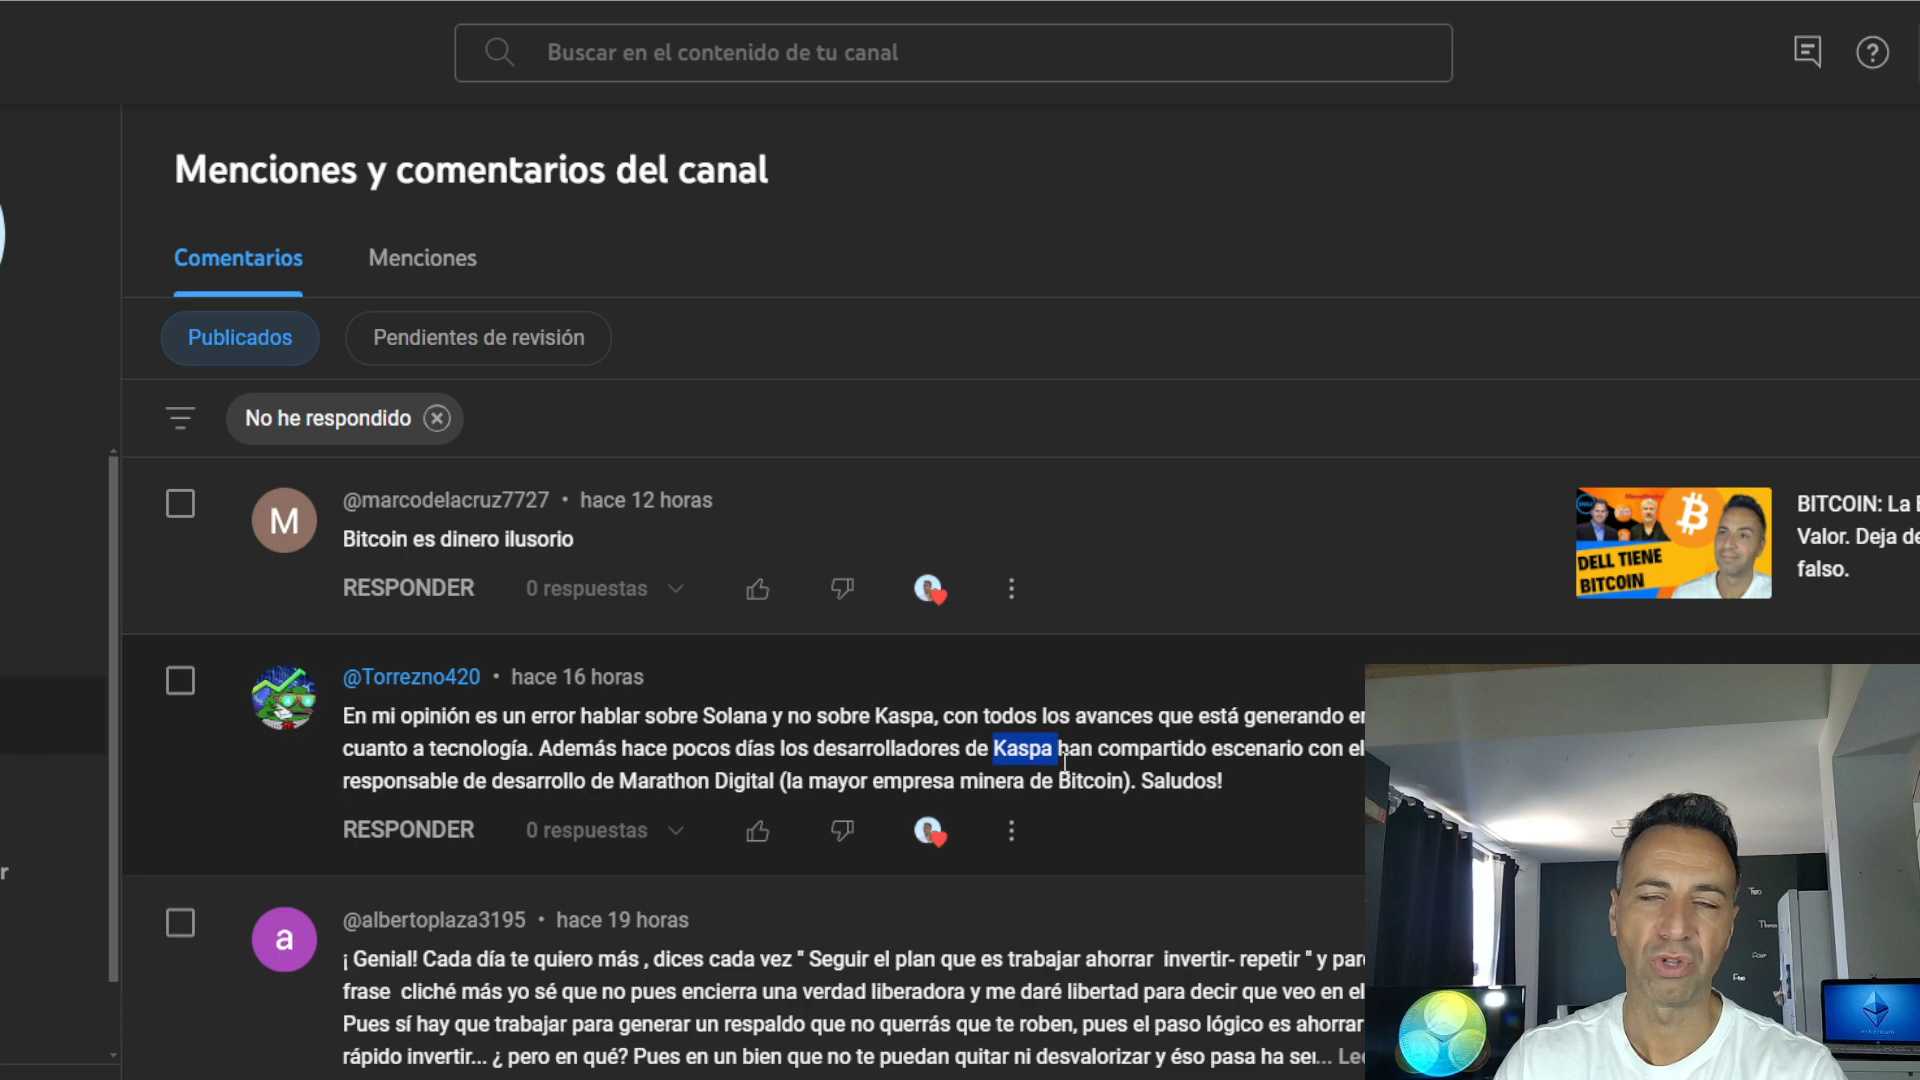 Buscar en el contenido de tu canal
Menciones y comentarios del canal
Comentarios Menciones
Publicados Pendientes de revisión
No he respondido
M @marcodelacruz7727 • hace 12 horas
Bitcoin es dinero ilusorio
RESPONDER 0 respuestas
DELL TIENE
BITCOIN
BITCOIN: La
Valor. Deja de
falso.
@Torrezno420 • hace 16 horas
En mi opinión es un error hablar sobre Solana y no sobre Kaspa, con todos los avances que está generando en
cuanto a tecnología. Además hace pocos días los desarrolladores de Kaspa han compartido escenario con el
responsable de desarrollo de Marathon Digital (la mayor empresa minera de Bitcoin). Saludos!
RESPONDER 0 respuestas
a @albertoplaza3195 • hace 19 horas
¡ Genial! Cada día te quiero más , dices cada vez " Seguir el plan que es trabajar ahorrar invertir- repetir " y
frase cliché más yo sé que no pues encierra una verdad liberadora y me daré libertad para decir que veo en el
Pues sí hay que trabajar para generar un respaldo que no querrás que te roben, pues el paso lógico es ahorrar
rápido invertir... ¿ pero en qué? Pues en un bien que no te puedan quitar ni desvalorizar y éso pasa ha ser...
r
Two
Three
Four
Five
ethereum